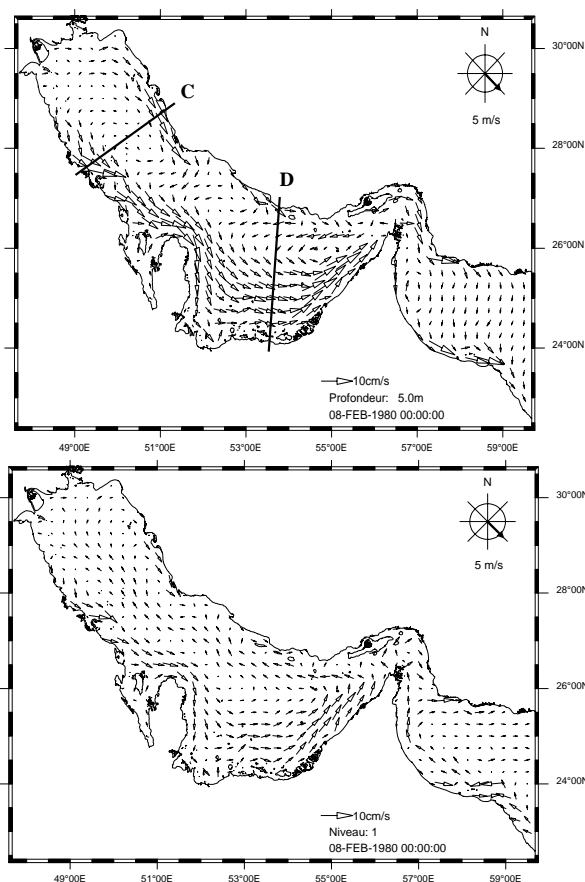 N
30°00N
C
5 m/s
28°00N
D
26°00N
24°00N
10cm/s
Profondeur: 5.0m
08-FEB-1980 00:00:00
49°00E 51°00E 53°00E 55°00E 57°00E 59°00E
N
30°00N
5 m/s
28°00N
26°00N
24°00N
10cm/s
Niveau: 1
08-FEB-1980 00:00:00
49°00E 51°00E 53°00E 55°00E 57°00E 59°00E